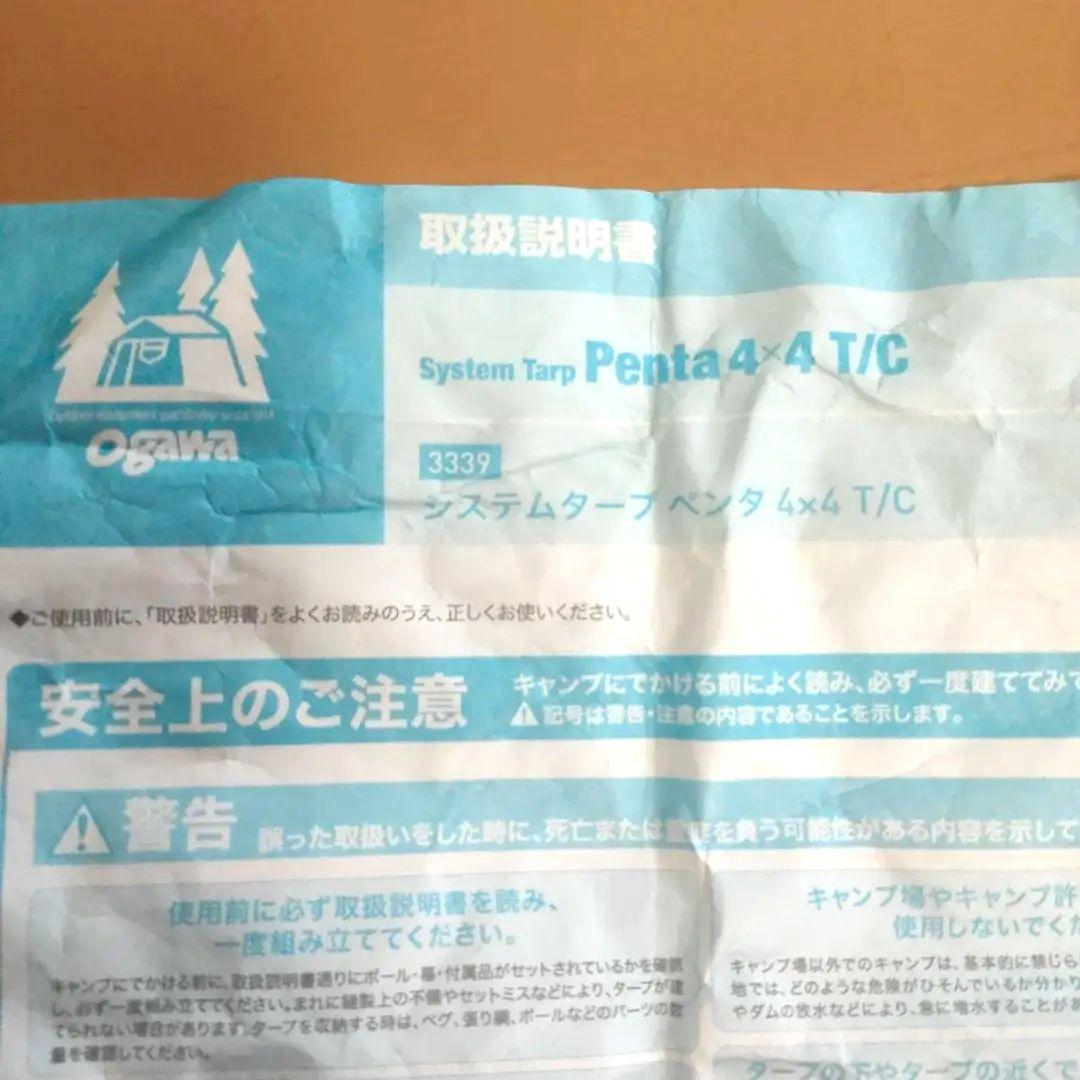 取扱説明書
System Tarp Penta 4×4 T/C
Outdoor equipment partnership since 1914
ogawa
3339
システムタープ ペンタ 4x4 T/C
◆ご使用前に、「取扱説明書」をよくお読みのうえ、正しくお使いください。
安全上のご注意
キャンプにでかける前によく読み、必ず一度建ててみて
⚠記号は警告・注意の内容であることを示します。
⚠警告 誤った取扱いをした時に、死亡または重症を負う可能性がある内容を示して
使用前に必ず取扱説明書を読み、
一度組み立ててください。
キャンプにでかける前に、取扱説明書通りにポール・幕・付属品がセットされているかを確認
し、必ず一度組み立ててください。まれに縫製上の不備やセットミスなどにより、タープが建
てられない場合があります。タープを収納する時は、ペグ、張り綱、ポールなどのパーツの数
量を確認してください。
キャンプ場やキャンプ許
使用しないでくだ
キャンプ場以外でのキャンプは、基本的に禁じら
地では、どのような危険がひそんでいるか分かり
やダムの放水などにより、急に増水することがあ
タープの下やタープの近くで